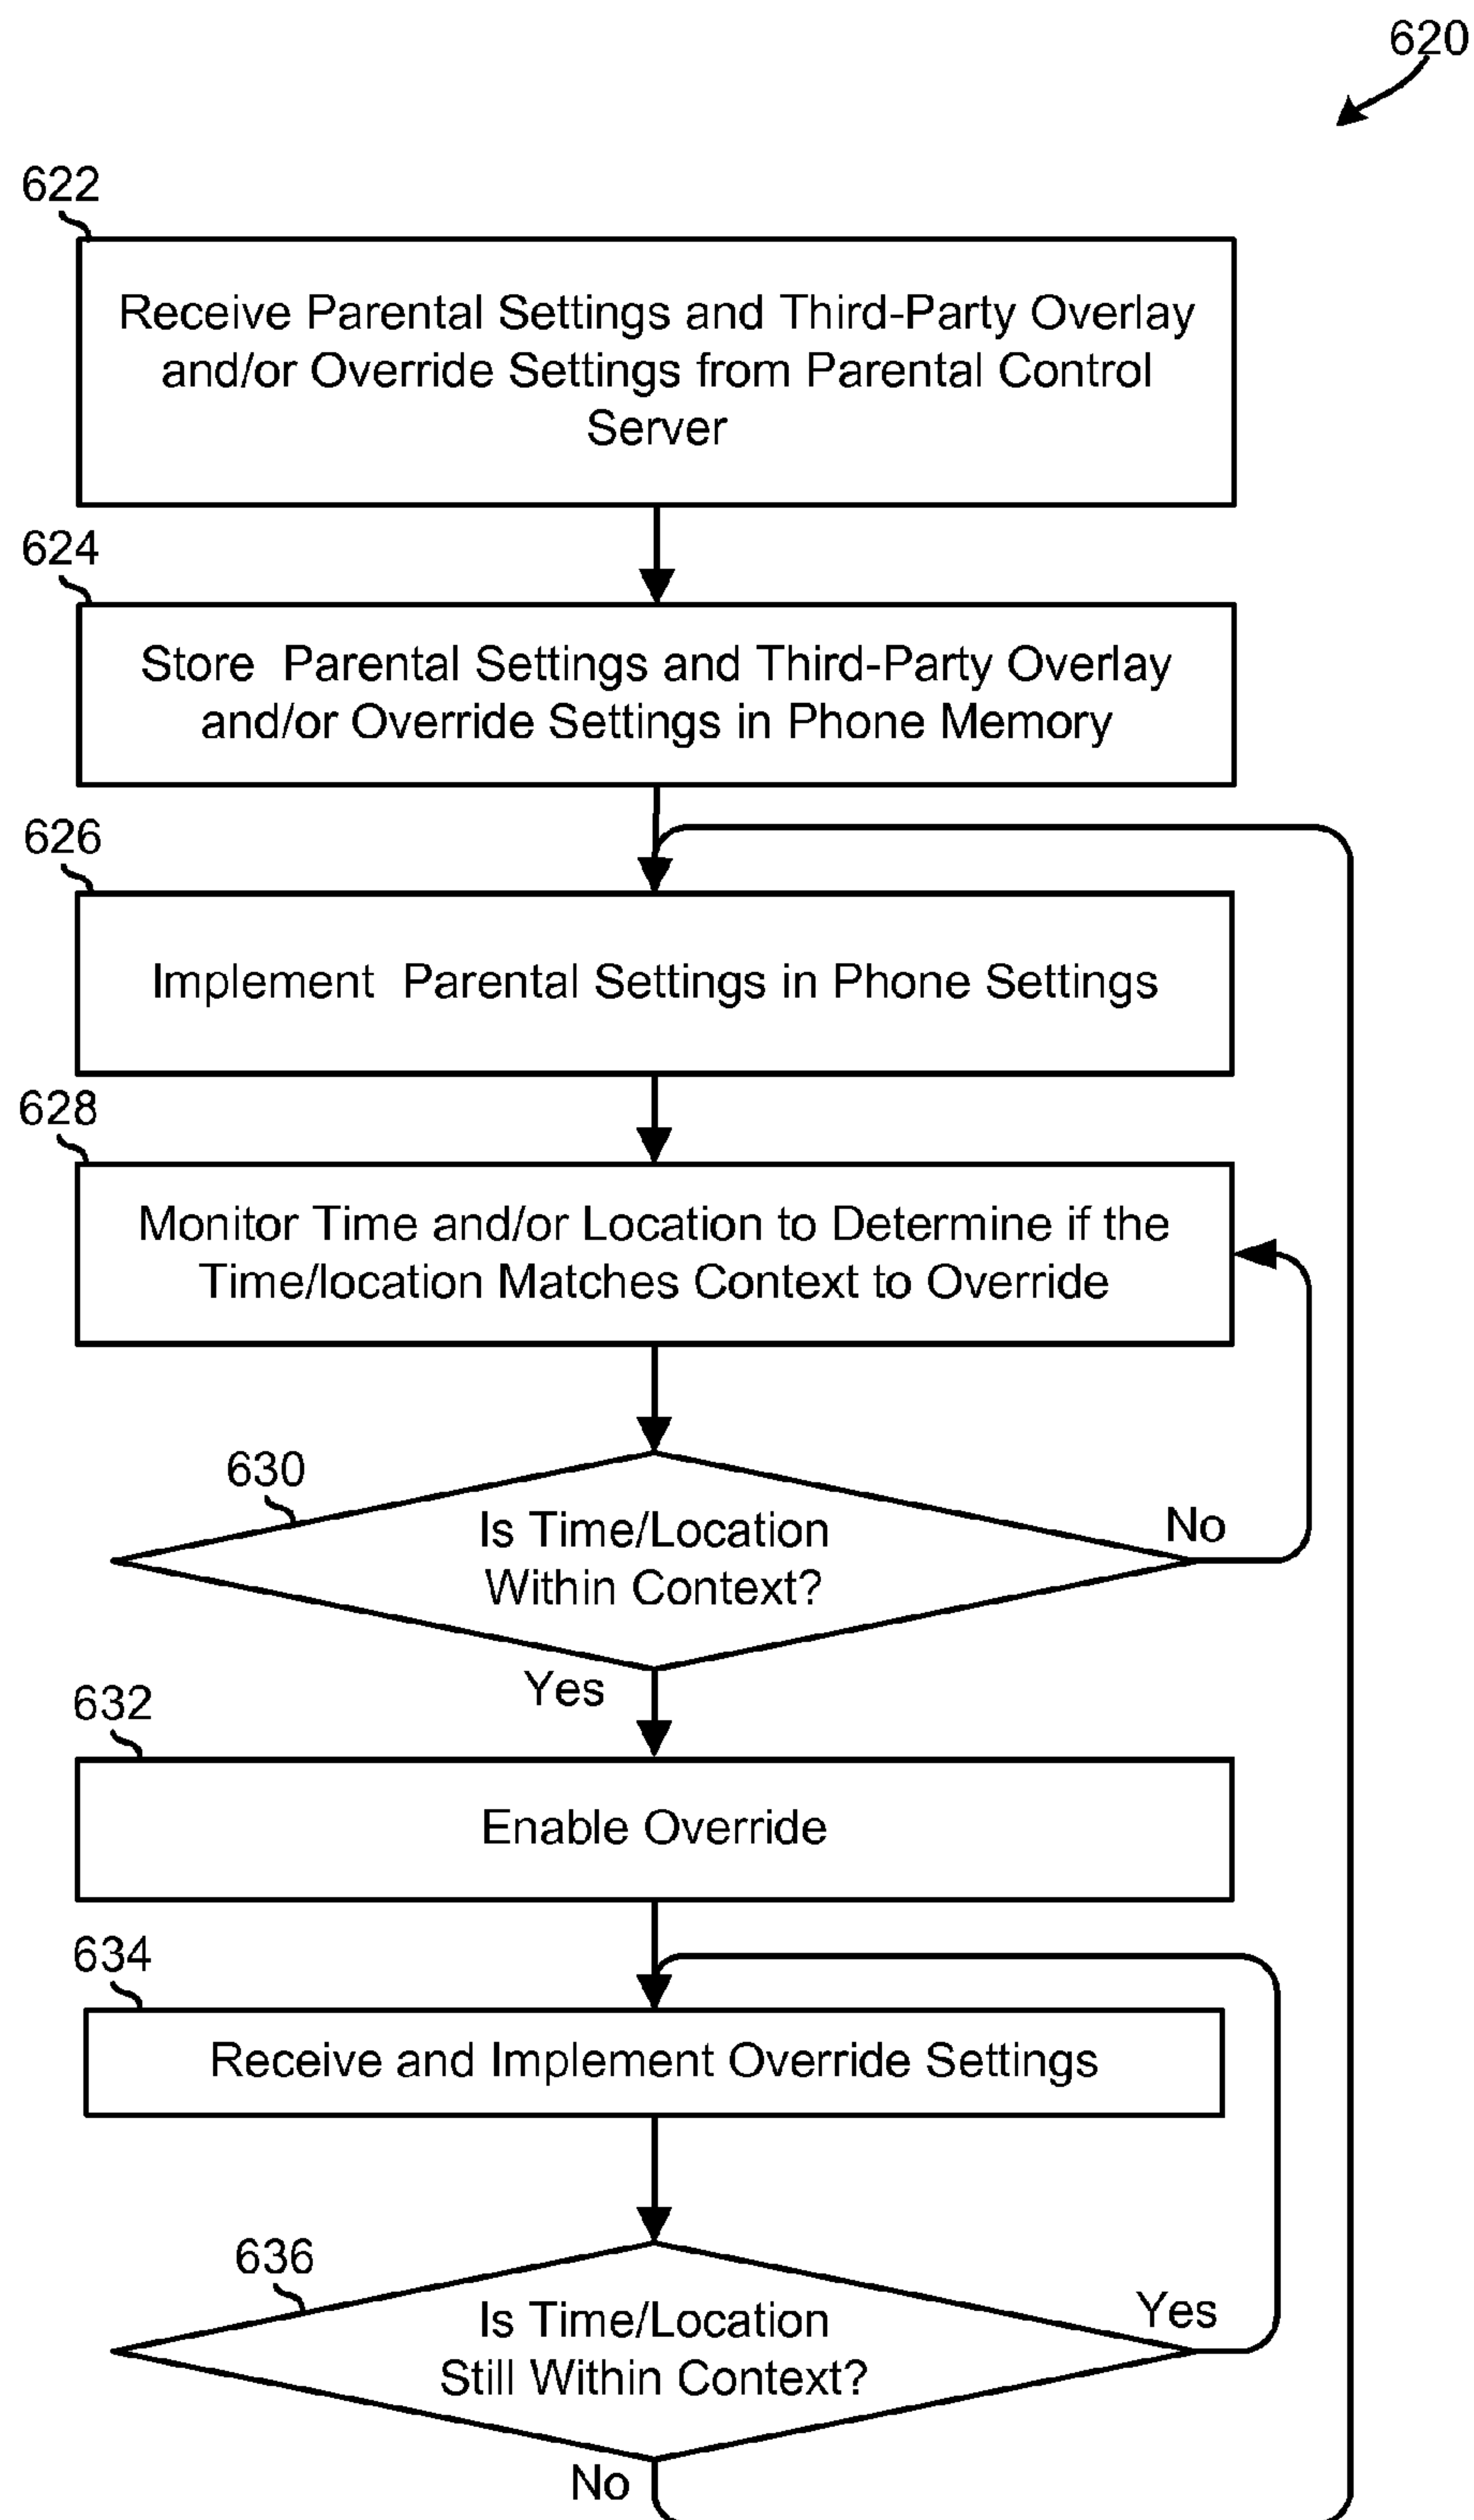 620
622
Receive Parental Settings and Third-Party Overlay
and/or Override Settings from Parental Control
Server
624
Store Parental Settings and Third-Party Overlay
and/or Override Settings in Phone Memory
626
Implement Parental Settings in Phone Settings
628
Monitor Time and/or Location to Determine if the
Time/location Matches Context to Override
630
Is Time/Location
Within Context?
No
Yes
632
Enable Override
634
Receive and Implement Override Settings
636
Is Time/Location
Still Within Context?
Yes
No